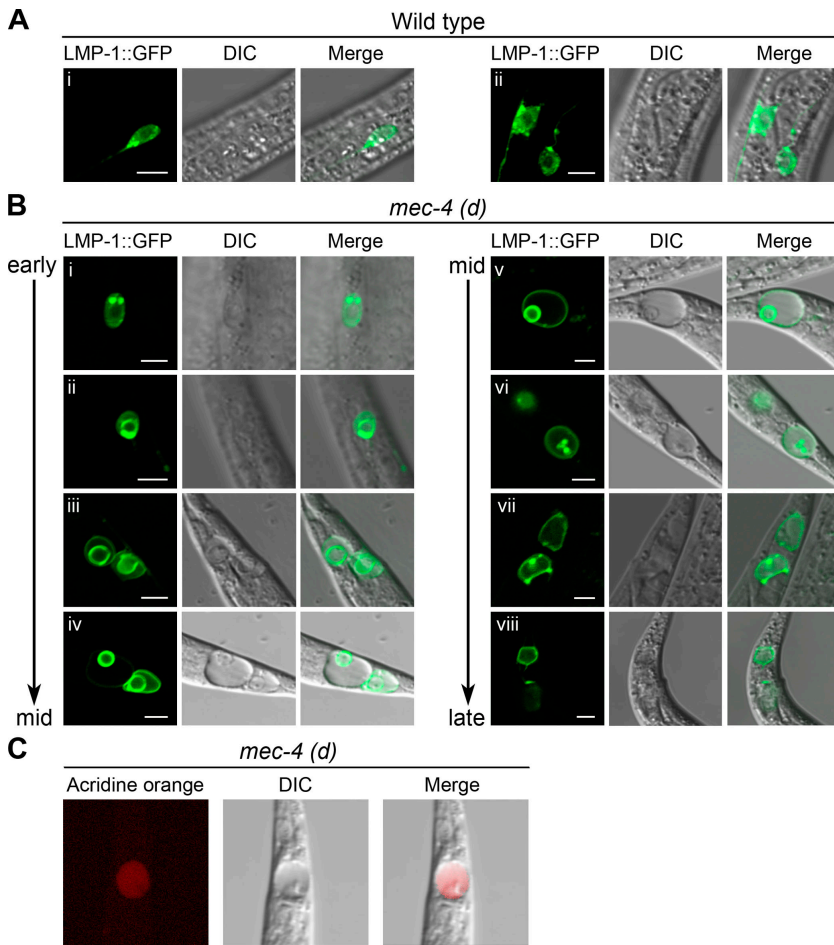 A
Wild type
LMP-1::GFP DIC Merge LMP-1::GFP DIC Merge
i ii
B
mec-4 (d)
LMP-1::GFP DIC Merge LMP-1::GFP DIC Merge
early i
ii
iii
iv
mid
mid v
vi
vii
viii
late
C
mec-4 (d)
Acridine orange DIC Merge